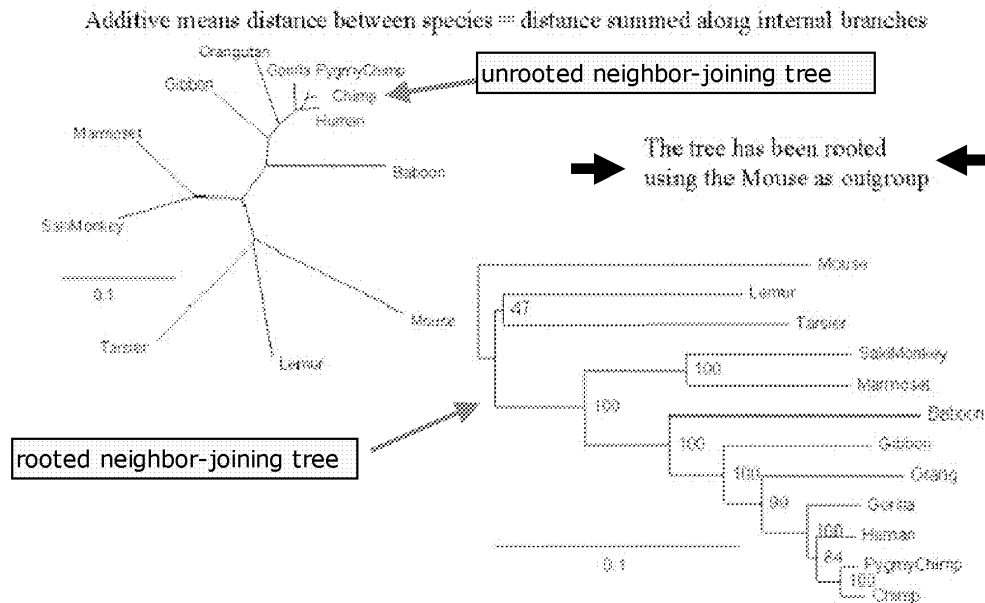 Additive means distance between species = distance summed along internal branches
Orangutan
Gorilla PygmyChimp
Gibbon
Chimp
Human
unrooted neighbor-joining tree
Marmoset
Baboon
The tree has been rooted
using the Mouse as outgroup
SakiMonkey
0.1
Mouse
Tarsier
Lemur
Mouse
Lemur
47
Tarsier
SakiMonkey
100
Marmoset
100
Baboon
rooted neighbor-joining tree
100
Gibbon
100
Orang
99
Gorilla
100
Human
84
PygmyChimp
0.1
100
Chimp